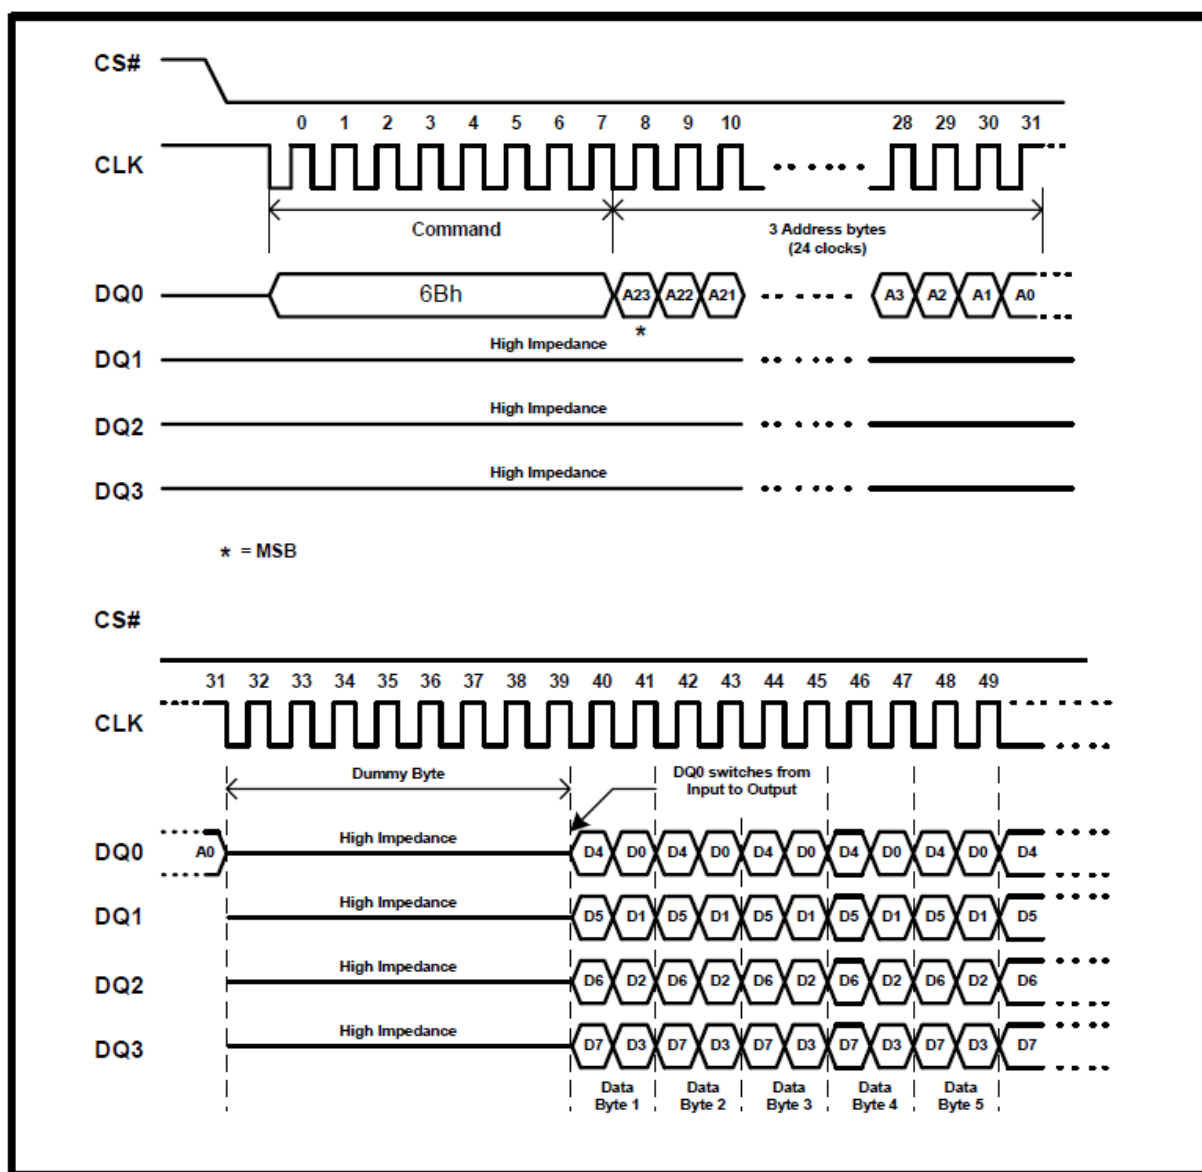 CS#
0 1 2 3 4 5 6 7 8 9 10 28 29 30 31
CLK
Command
3 Address bytes
(24 clocks)
DQ0 6Bh A23 A22 A21 A3 A2 A1 A0
*
High Impedance
DQ1
High Impedance
DQ2
High Impedance
DQ3
* = MSB
CS#
31 32 33 34 35 36 37 38 39 40 41 42 43 44 45 46 47 48 49
CLK
Dummy Byte
DQ0 switches from
Input to Output
High Impedance
DQ0 A0 D4 D0 D4 D0 D4 D0 D4 D0 D4 D0 D4
High Impedance
DQ1 D5 D1 D5 D1 D5 D1 D5 D1 D5 D1 D5
High Impedance
DQ2 D6 D2 D6 D2 D6 D2 D6 D2 D6 D2 D6
High Impedance
DQ3 D7 D3 D7 D3 D7 D3 D7 D3 D7 D3 D7
Data Data Data Data Data
Byte 1 Byte 2 Byte 3 Byte 4 Byte 5